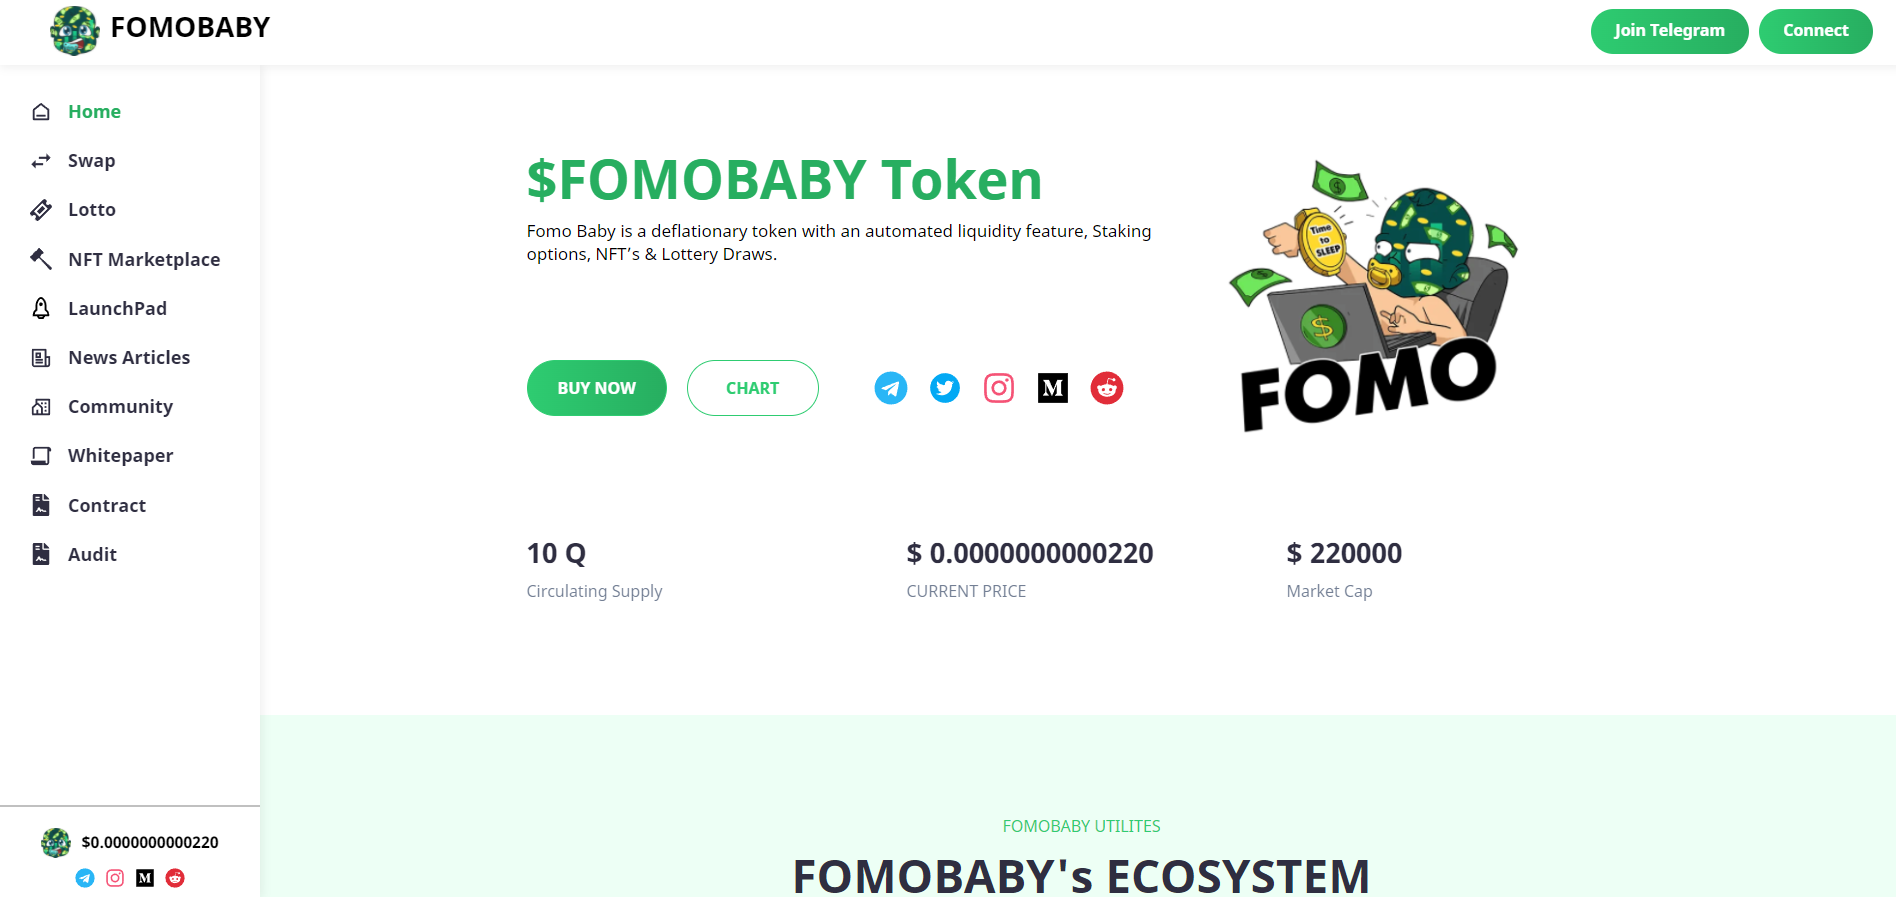 FOMOBABY
Join Telegram
Connect
Home
Swap
Lotto
NFT Marketplace
LaunchPad
News Articles
Community
Whitepaper
Contract
Audit
$FOMOBABY Token
Fomo Baby is a deflationary token with an automated liquidity feature, Staking
options, NFT’s & Lottery Draws.
BUY NOW
CHART
M
Time
to
SLEEP
$
$
FOMO
10 Q
Circulating Supply
$ 0.0000000000220
CURRENT PRICE
$ 220000
Market Cap
$0.0000000000220
M
FOMOBABY UTILITES
FOMOBABY's ECOSYSTEM